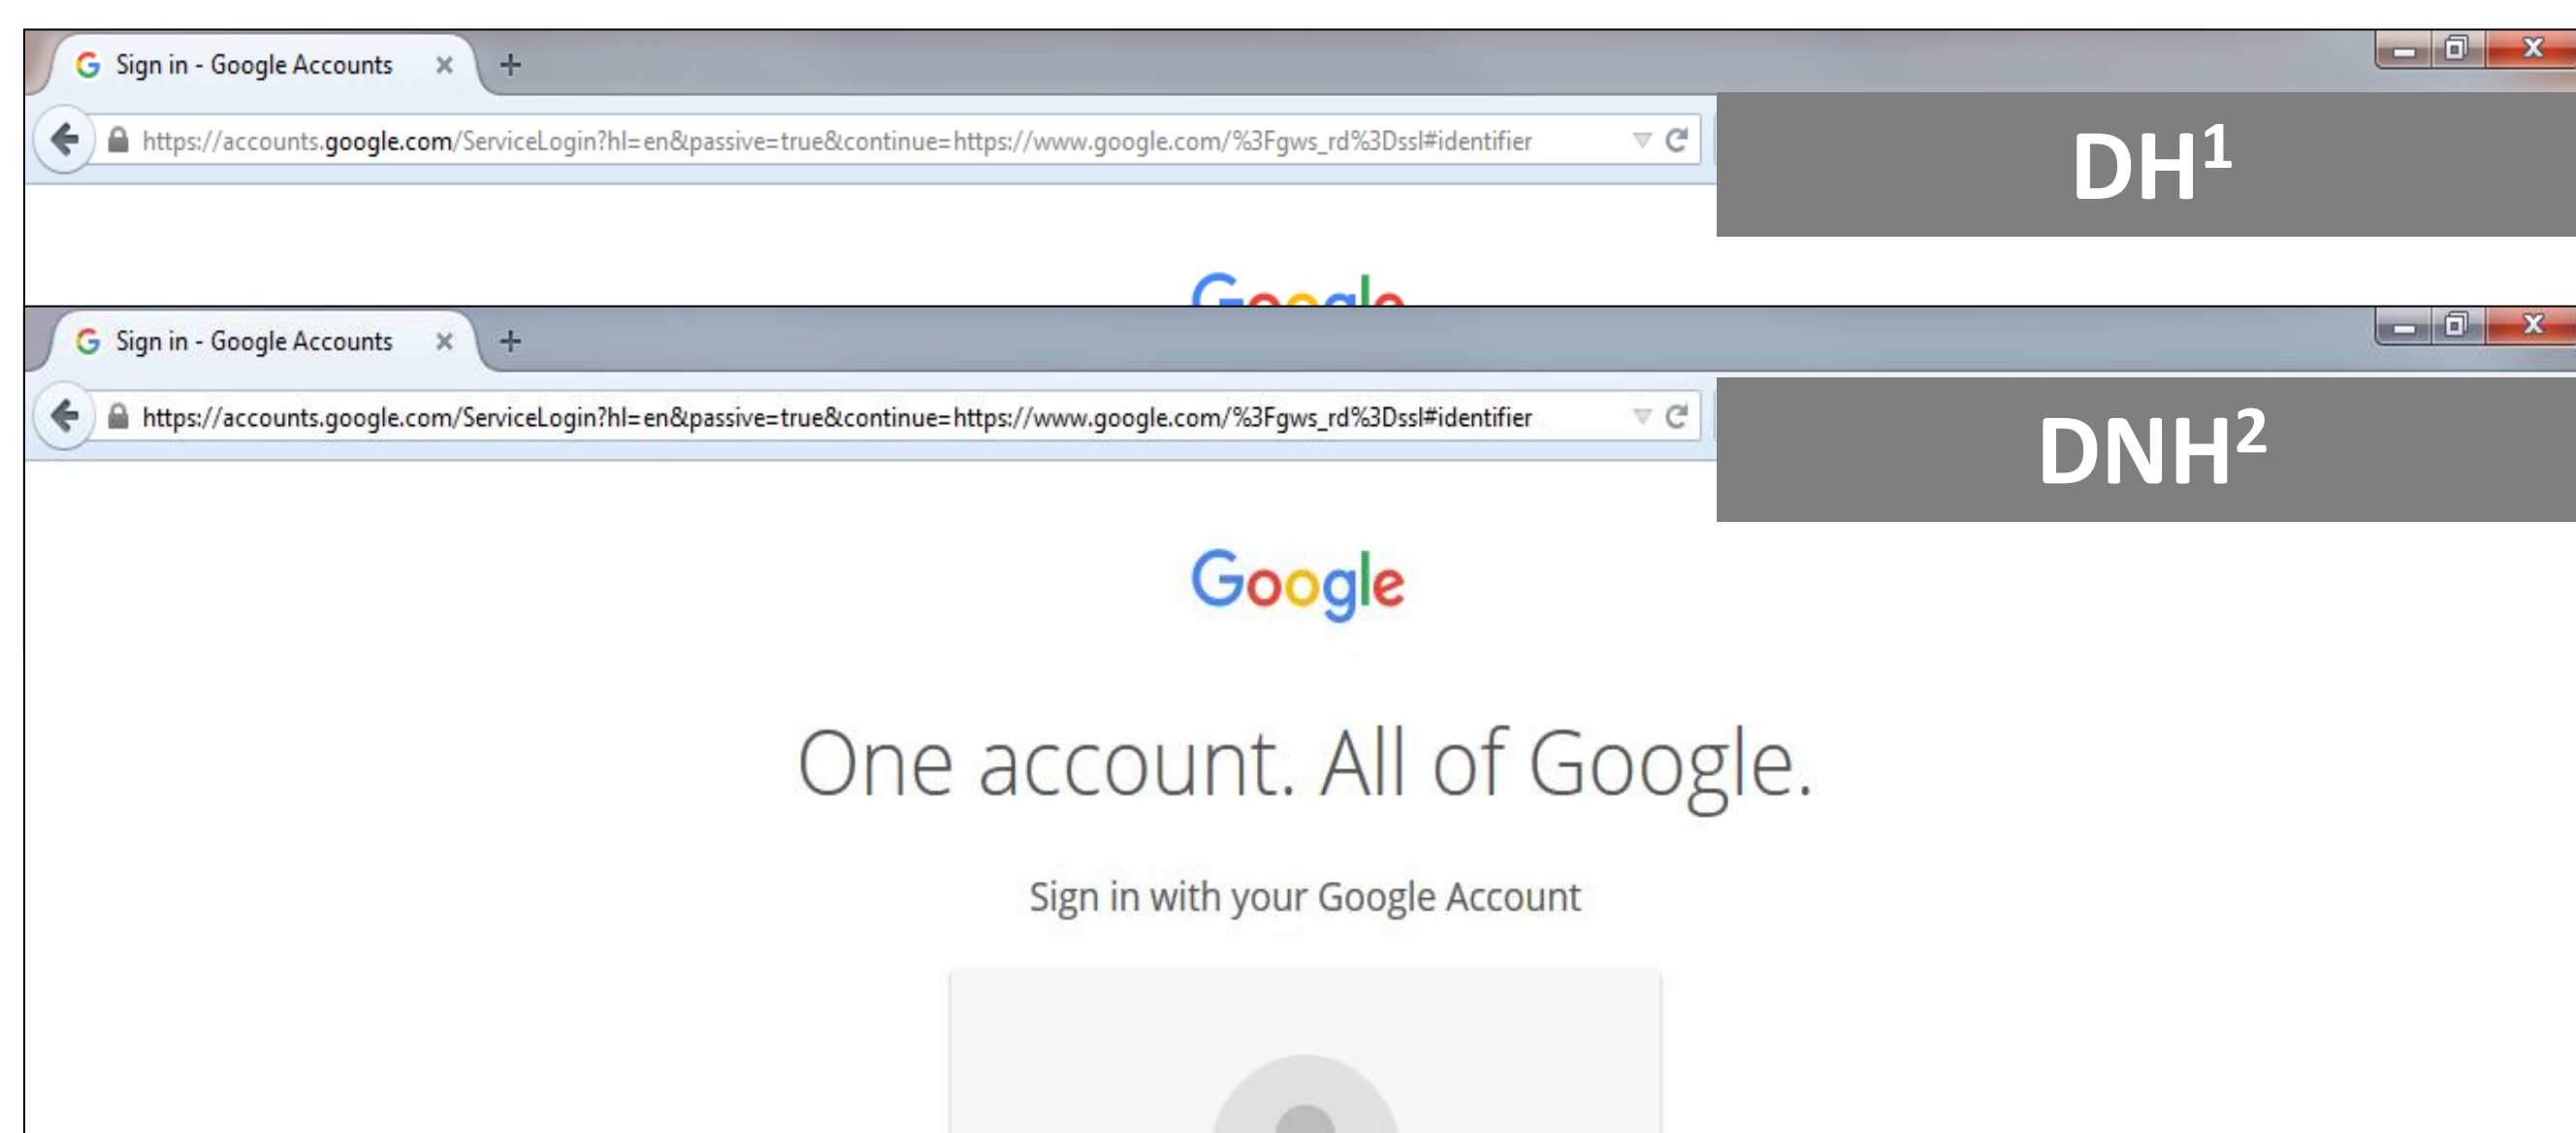 Sign in - Google Accounts
https://accounts.google.com/ServiceLogin?hl=en&passive=true&continue=https://www.google.com/%3Fgws_rd%3Dssl#identifier
DH¹
Google
Sign in - Google Accounts
https://accounts.google.com/ServiceLogin?hl=en&passive=true&continue=https://www.google.com/%3Fgws_rd%3Dssl#identifier
DNH²
Google
One account. All of Google.
Sign in with your Google Account